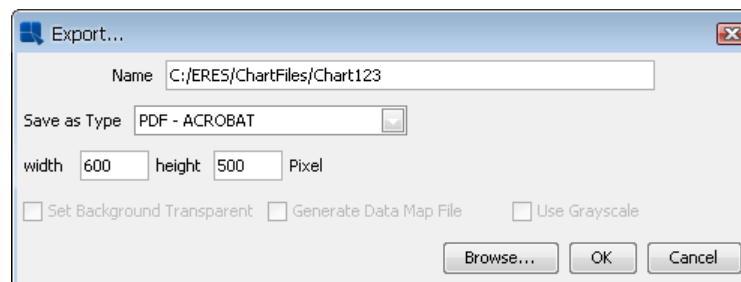 Export...
Name C:/ERES/ChartFiles/Chart123
Save as Type PDF - ACROBAT
width 600 height 500 Pixel
Set Background Transparent Generate Data Map File Use Grayscale
Browse... OK Cancel